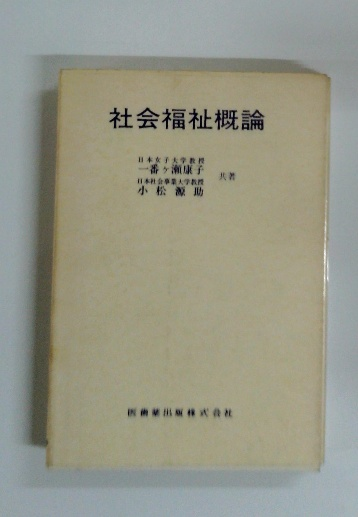 社会福祉概論
日本女子大学教授
一番ヶ瀬康子
日本社会事業大学教授
小松源助
共著
医歯薬出版株式会社